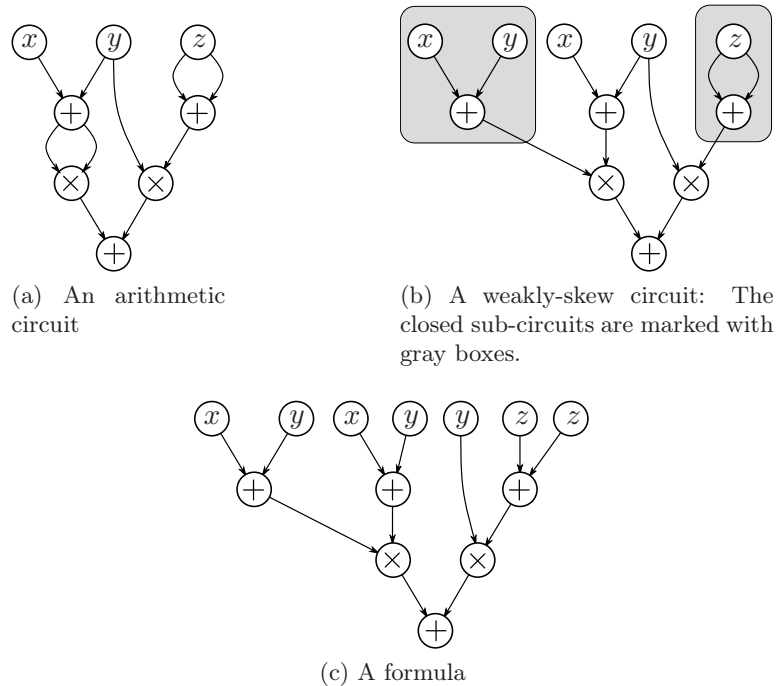 x y z
+ +
× ×
+
(a) An arithmetic
circuit
x y x y z
+ + +
× ×
+
(b) A weakly-skew circuit: The
closed sub-circuits are marked with
gray boxes.
x y x y y z z
+ + +
× ×
+
(c) A formula